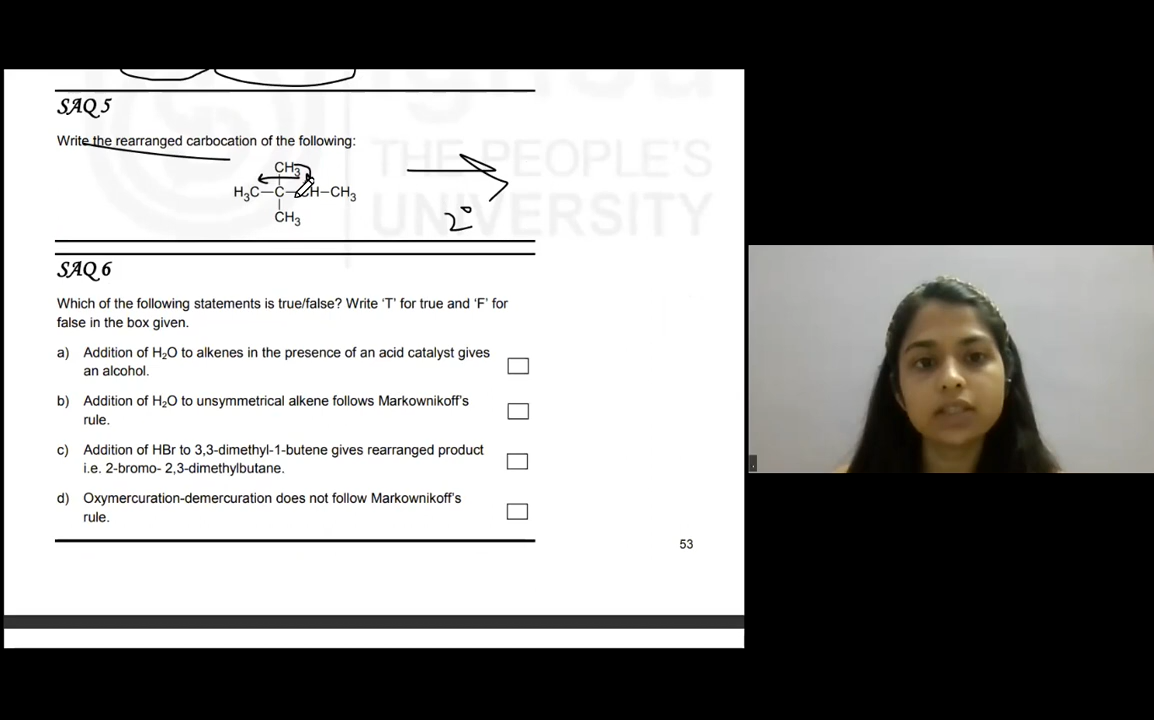 SAQ 5
Write the rearranged carbocation of the following:
CH3
H3C–C–CH–CH3
CH3
2°
THE PEOPLE'S
UNIVERSITY
SAQ 6
Which of the following statements is true/false? Write ‘T’ for true and ‘F’ for
false in the box given.
a) Addition of H2O to alkenes in the presence of an acid catalyst gives
an alcohol.
b) Addition of H2O to unsymmetrical alkene follows Markownikoff’s
rule.
c) Addition of HBr to 3,3-dimethyl-1-butene gives rearranged product
i.e. 2-bromo- 2,3-dimethylbutane.
d) Oxymercuration-demercuration does not follow Markownikoff’s
rule.
53